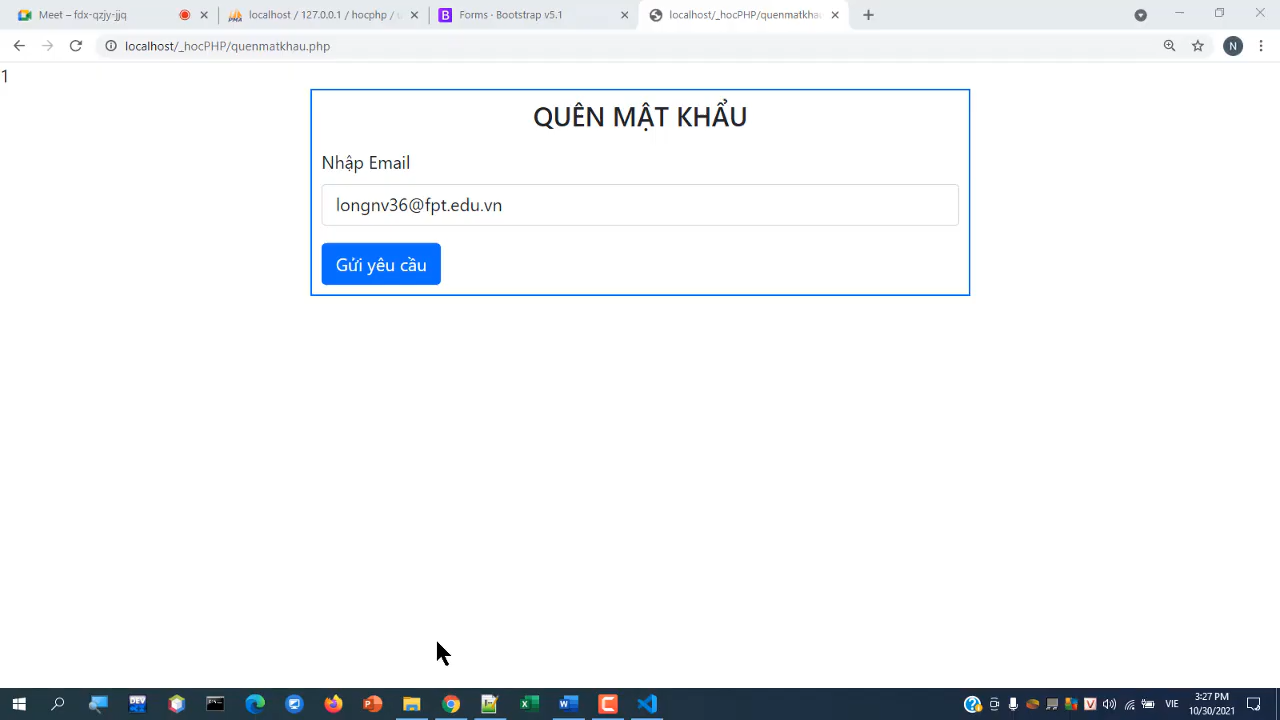 Meet – fdx-qzjy-jjq
localhost / 127.0.0.1 / hocphp / u
Forms · Bootstrap v5.1
localhost/_hocPHP/quenmatkhau
localhost/_hocPHP/quenmatkhau.php
N
1
QUÊN MẬT KHẨU
Nhập Email
longnv36@fpt.edu.vn
Gửi yêu cầu
VIE
3:27 PM
10/30/2021